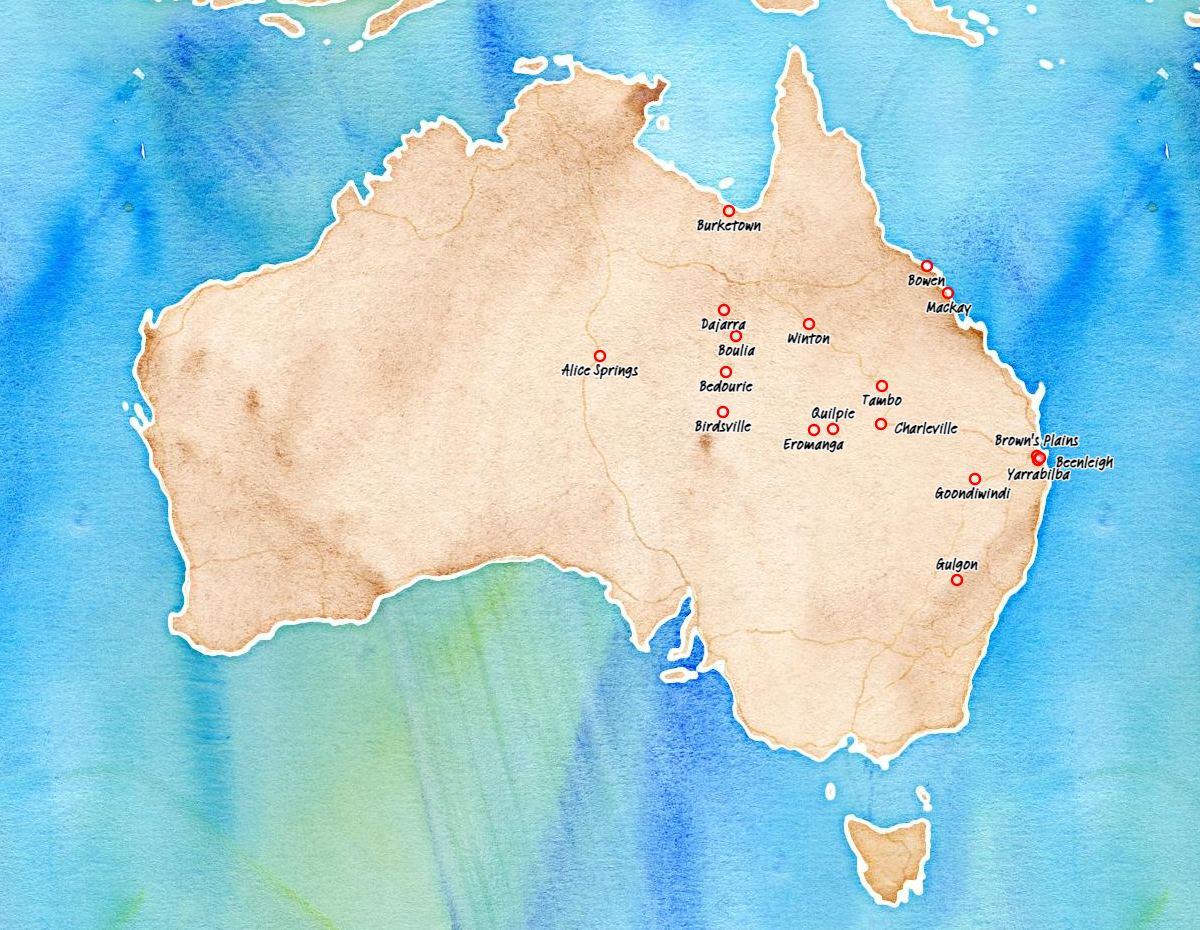 Burketown
Bowen
Mackay
Dajarra
Winton
Boulia
Alice Springs
Bedourie
Tambo
Quilpie
Birdsville
Charleville
Eromanga
Brown's Plains
Beenleigh
Yarrabilba
Goondiwindi
Gulgon